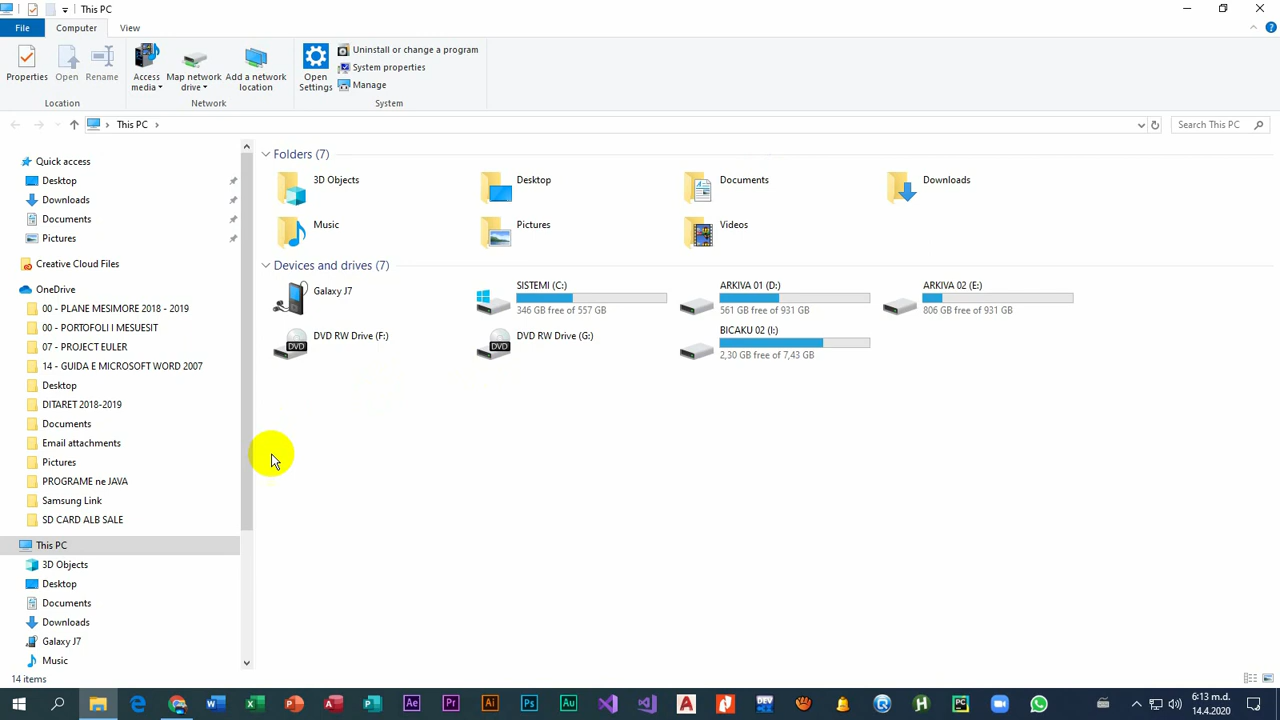 This PC
File Computer View
Properties Open Rename Access media Map network drive Add a network location Open Settings Uninstall or change a program
System properties
Manage
Location Network System
This PC Search This PC
Quick access
Desktop
Downloads
Documents
Pictures
Creative Cloud Files
OneDrive
00 - PLANE MESIMORE 2018 - 2019
00 - PORTOFOLI I MESUESIT
07 - PROJECT EULER
14 - GUIDA E MICROSOFT WORD 2007
Desktop
DITARET 2018-2019
Documents
Email attachments
Pictures
PROGRAME ne JAVA
Samsung Link
SD CARD ALB SALE
This PC
3D Objects
Desktop
Documents
Downloads
Galaxy J7
Music
Folders (7)
3D Objects Desktop Documents Downloads
Music Pictures Videos
Devices and drives (7)
Galaxy J7
SISTEMI (C:)
346 GB free of 557 GB
ARKIVA 01 (D:)
561 GB free of 931 GB
ARKIVA 02 (E:)
806 GB free of 931 GB
DVD RW Drive (F:)
DVD
DVD RW Drive (G:)
DVD
BICAKU 02 (I:)
2,30 GB free of 7,43 GB
14 items
Ae Pr Ai Ps Au DEV PC
6:13 m.d.
14.4.2020